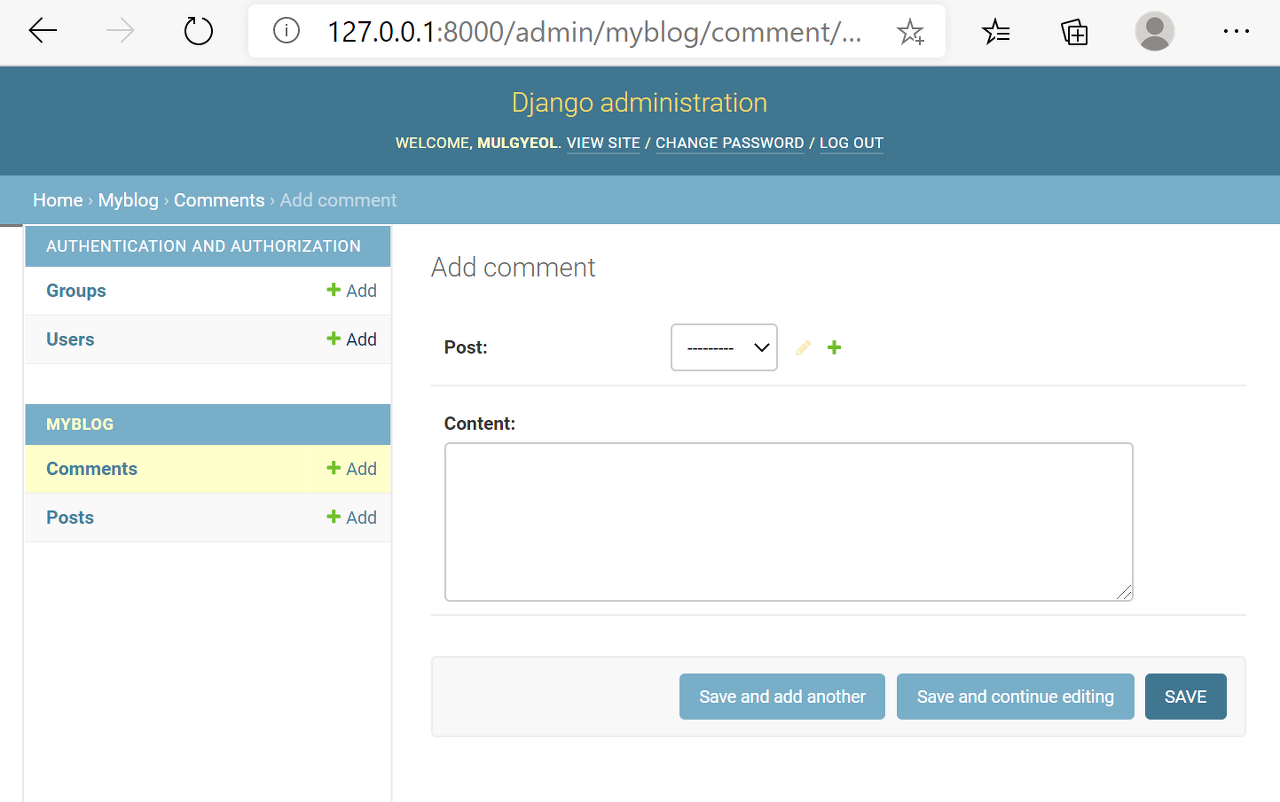 127.0.0.1:8000/admin/myblog/comment/...
Django administration
WELCOME, MULGYEOL. VIEW SITE / CHANGE PASSWORD / LOG OUT
Home › Myblog › Comments › Add comment
AUTHENTICATION AND AUTHORIZATION
Groups + Add
Users + Add
MYBLOG
Comments + Add
Posts + Add
Add comment
Post: ---------
Content:
Save and add another Save and continue editing SAVE